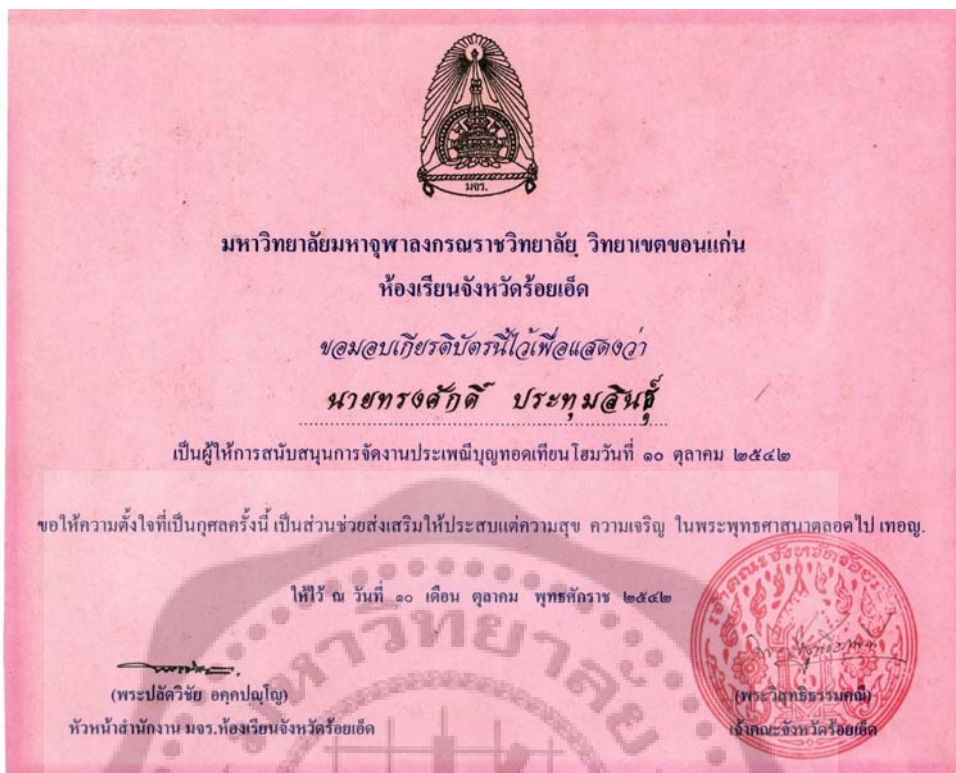 มจร.
มหาวิทยาลัยมหาจุฬาลงกรณราชวิทยาลัย วิทยาเขตขอนแก่น
ห้องเรียนจังหวัดร้อยเอ็ด
ขอมอบเกียรติบัตรนี้ไว้เพื่อแสดงว่า
นายทรงศักดิ์ ประทุมสินธุ์
เป็นผู้ให้การสนับสนุนการจัดงานประเพณีบุญทอดเทียนโฮมวันที่ ๑๐ ตุลาคม ๒๕๔๒
ขอให้ความตั้งใจที่เป็นกุศลครั้งนี้ เป็นส่วนช่วยส่งเสริมให้ประสบแต่ความสุข ความเจริญ ในพระพุทธศาสนาตลอดไป เทอญ.
ให้ไว้ ณ วันที่ ๑๐ เดือน ตุลาคม พุทธศักราช ๒๕๔๒
(พระปลัดวิชัย อคฺคปญฺโญ)
หัวหน้าสำนักงาน มจร.ห้องเรียนจังหวัดร้อยเอ็ด
เจ้าคณะจังหวัดร้อยเอ็ด
(พระวิสุทธิธรรมคณี)
เจ้าคณะจังหวัดร้อยเอ็ด